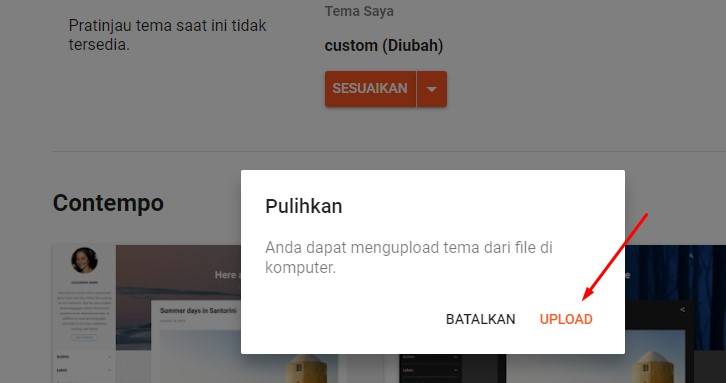 Tema Saya
Pratinjau tema saat ini tidak
tersedia.
custom (Diubah)
SESUAIKAN
Contempo
Pulihkan
Anda dapat mengupload tema dari file di
komputer.
BATALKAN
UPLOAD
Here a
Summer days in Santorini